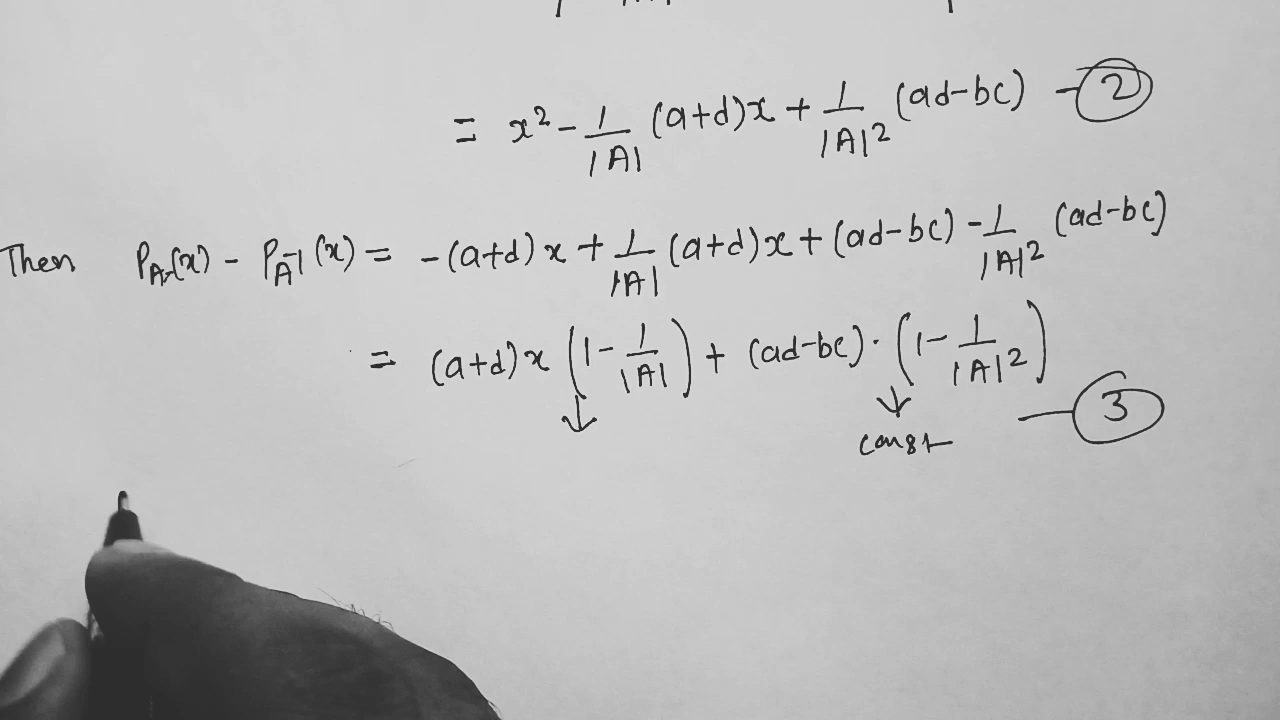 = x² - 1/|A| (a+d)x + 1/|A|² (ad-bc) - ②
Then P_A(x) - P_A⁻¹(x) = -(a+d)x + 1/|A| (a+d)x + (ad-bc) - 1/|A|² (ad-bc)
= (a+d)x (1 - 1/|A|) + (ad-bc) · (1 - 1/|A|²)
↓ ↓ — ③
const